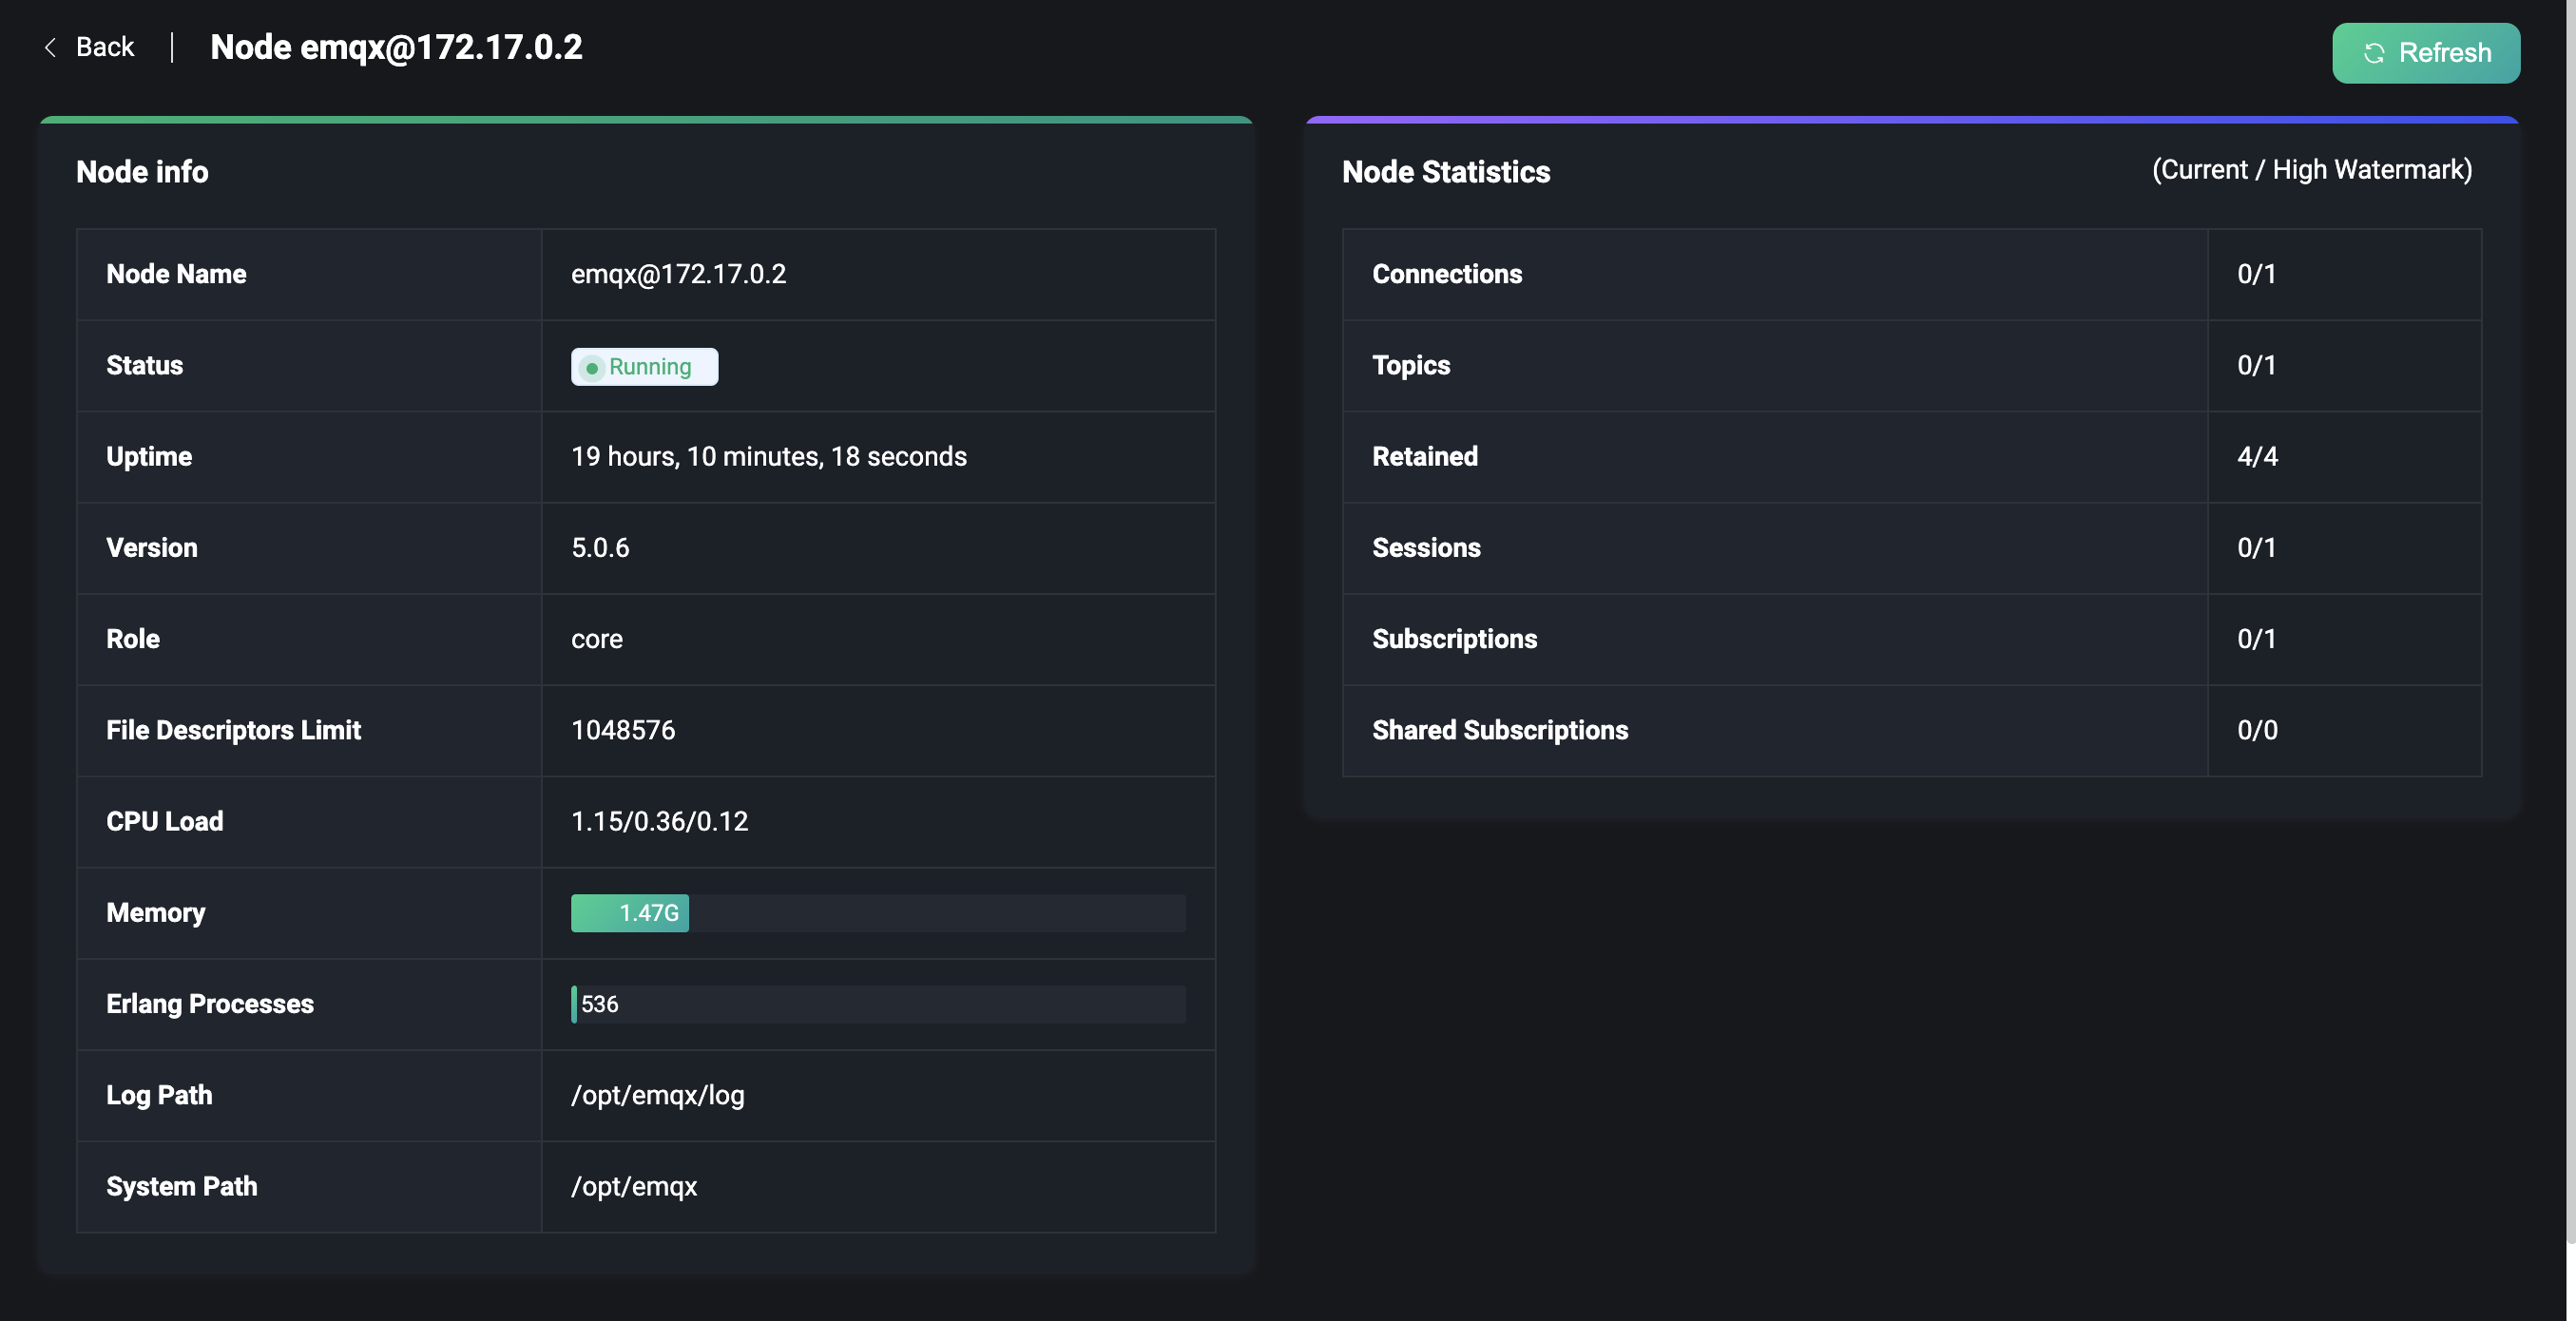 Back | Node emqx@172.17.0.2
Refresh
Node info
Node Name emqx@172.17.0.2
Status Running
Uptime 19 hours, 10 minutes, 18 seconds
Version 5.0.6
Role core
File Descriptors Limit 1048576
CPU Load 1.15/0.36/0.12
Memory 1.47G
Erlang Processes 536
Log Path /opt/emqx/log
System Path /opt/emqx
Node Statistics (Current / High Watermark)
Connections 0/1
Topics 0/1
Retained 4/4
Sessions 0/1
Subscriptions 0/1
Shared Subscriptions 0/0